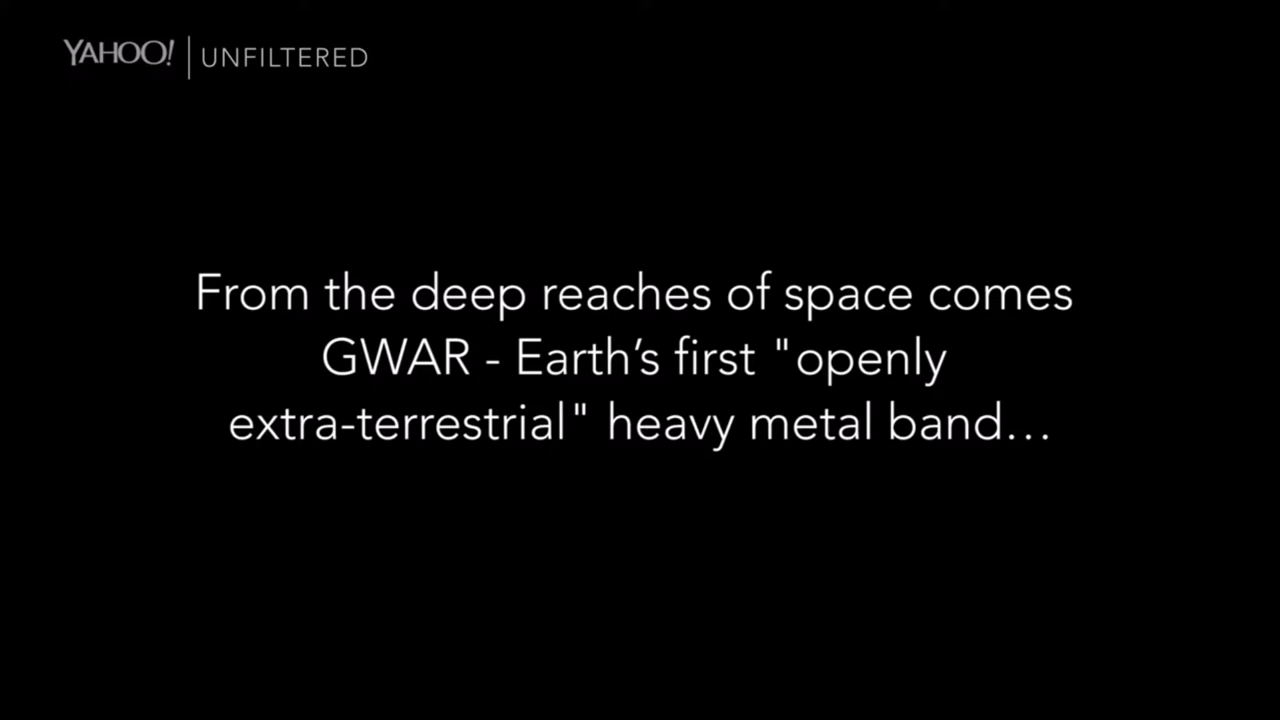 YAHOO! | UNFILTERED
From the deep reaches of space comes
GWAR - Earth’s first "openly
extra-terrestrial" heavy metal band…